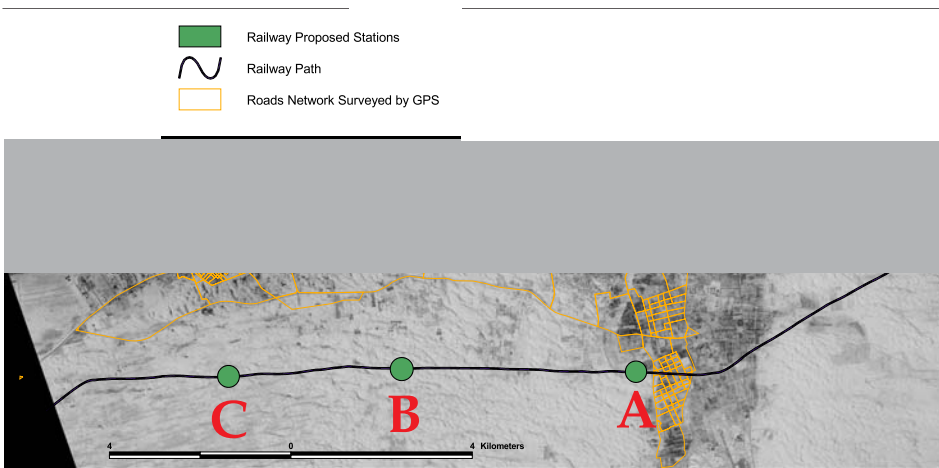 Railway Proposed Stations
Railway Path
Roads Network Surveyed by GPS
P
C
B
A
4 0 4 Kilometers